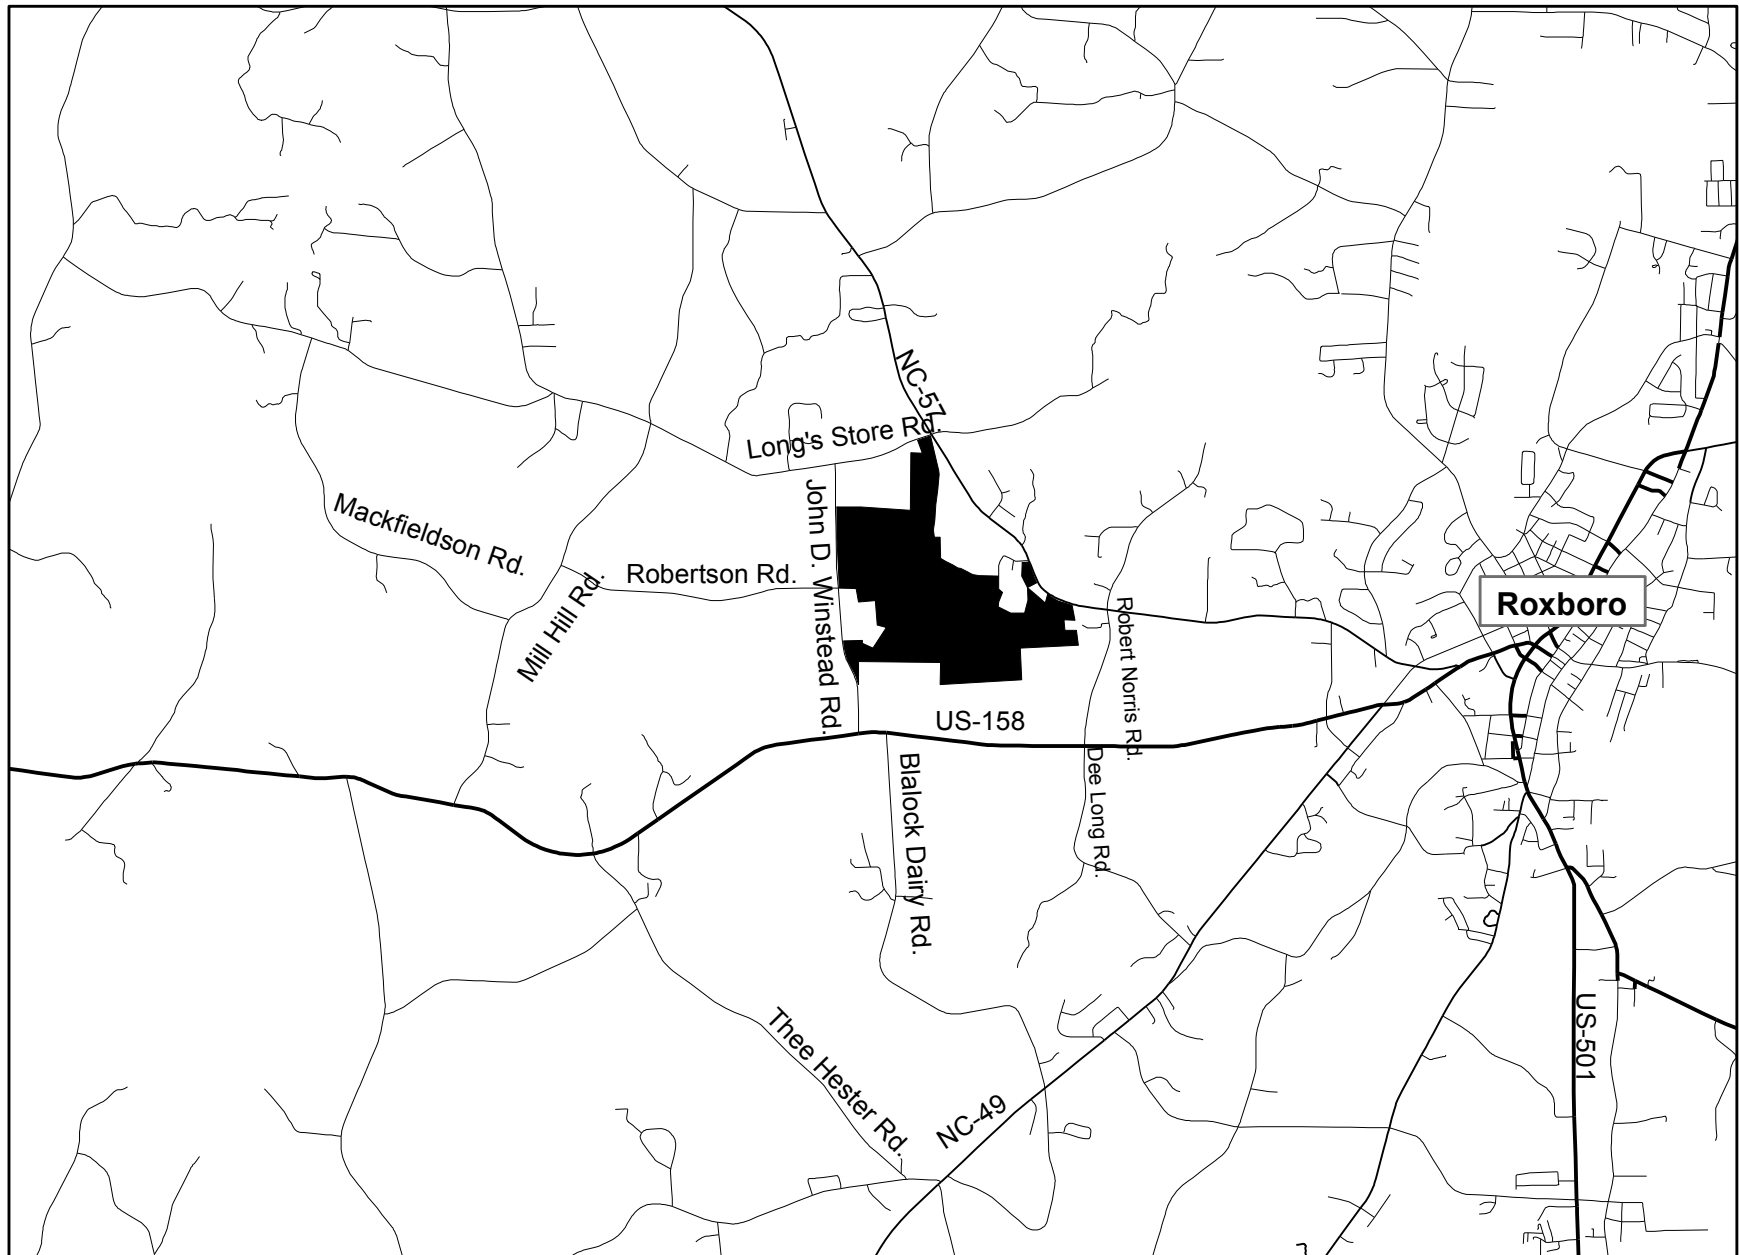 NC-57
Long's Store Rd.
Mackfieldson Rd.
John D. Winstead Rd.
Robertson Rd.
Mill Hill Rd.
Roxboro
Robert Norris Rd.
US-158
Dee Long Rd.
Blalock Dairy Rd.
US-501
Thee Hester Rd.
NC-49